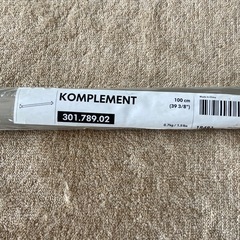 KOMPLEMENT
100 cm
(39 3/8")
301.789.02